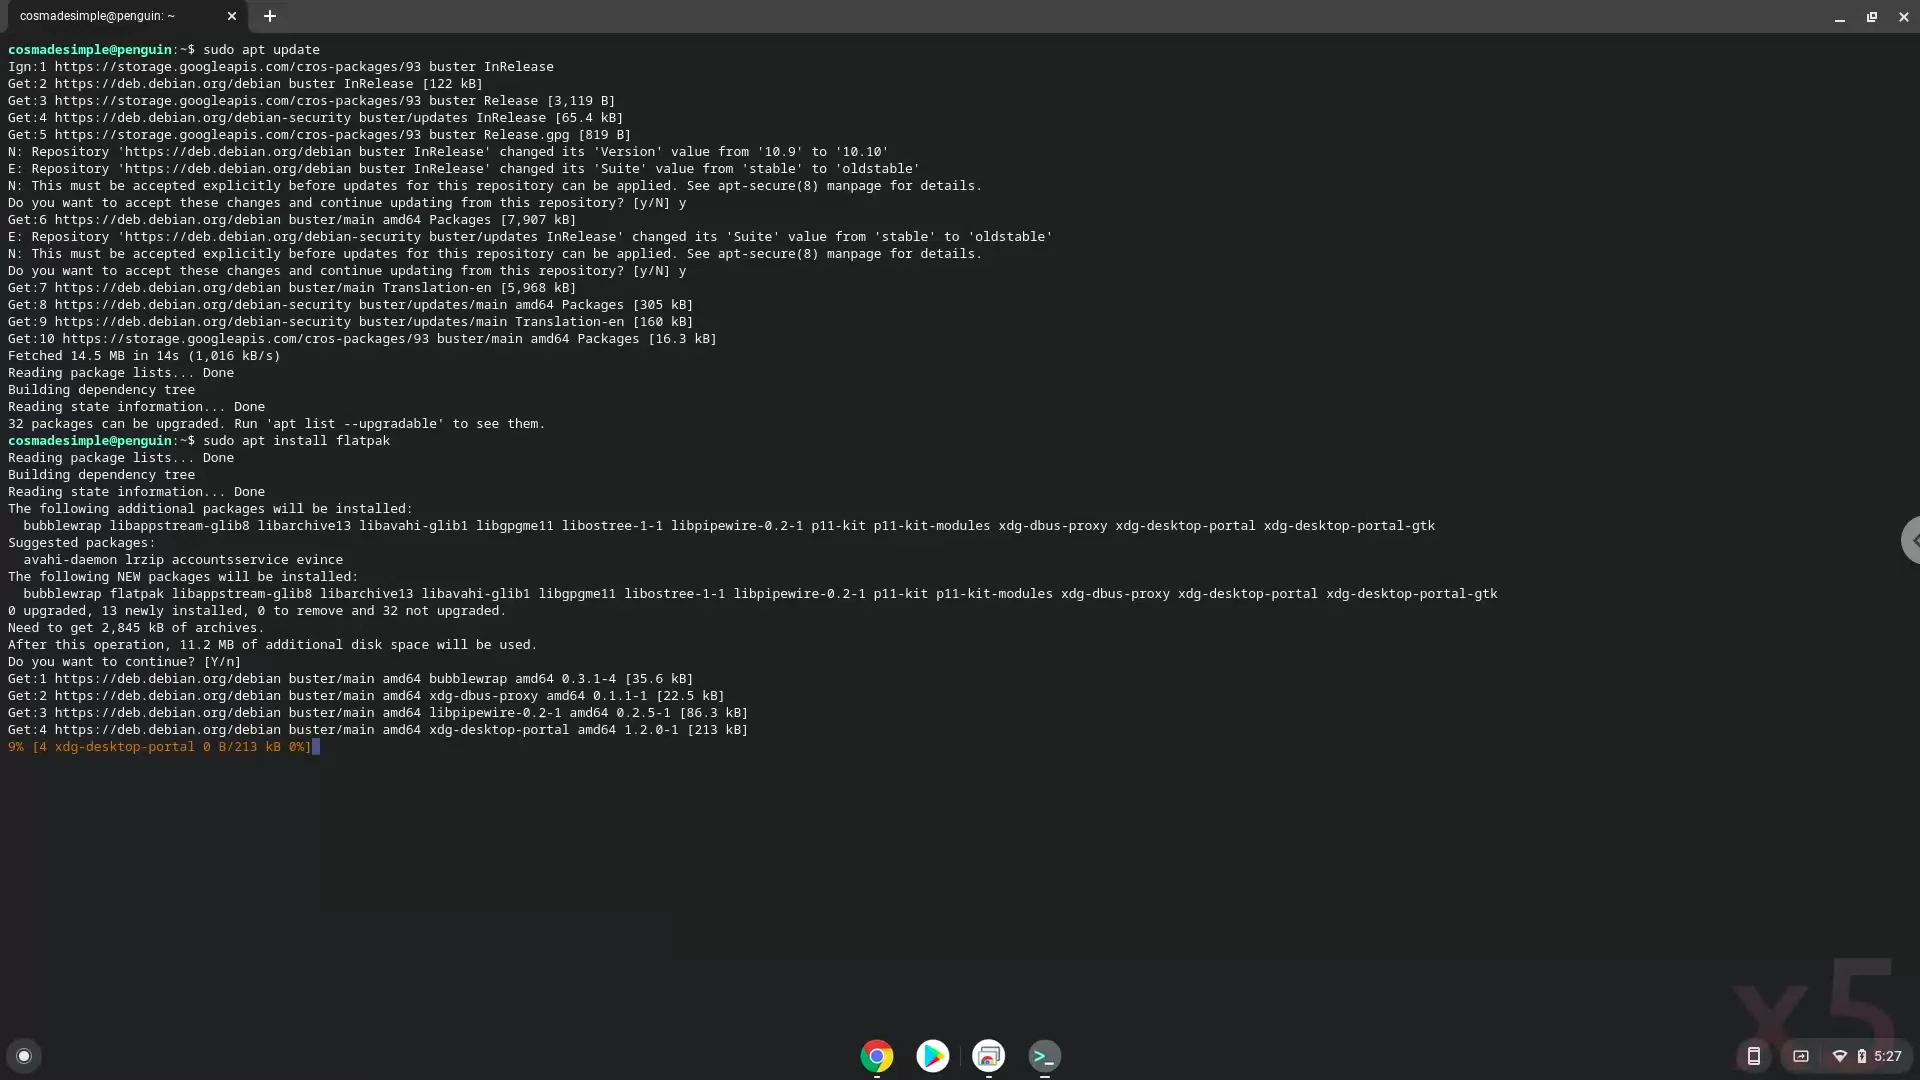 cosmadesimple@penguin: ~
cosmadesimple@penguin:~$ sudo apt update
Ign:1 https://storage.googleapis.com/cros-packages/93 buster InRelease
Get:2 https://deb.debian.org/debian buster InRelease [122 kB]
Get:3 https://storage.googleapis.com/cros-packages/93 buster Release [3,119 B]
Get:4 https://deb.debian.org/debian-security buster/updates InRelease [65.4 kB]
Get:5 https://storage.googleapis.com/cros-packages/93 buster Release.gpg [819 B]
N: Repository 'https://deb.debian.org/debian buster InRelease' changed its 'Version' value from '10.9' to '10.10'
E: Repository 'https://deb.debian.org/debian buster InRelease' changed its 'Suite' value from 'stable' to 'oldstable'
N: This must be accepted explicitly before updates for this repository can be applied. See apt-secure(8) manpage for details.
Do you want to accept these changes and continue updating from this repository? [y/N] y
Get:6 https://deb.debian.org/debian buster/main amd64 Packages [7,907 kB]
E: Repository 'https://deb.debian.org/debian-security buster/updates InRelease' changed its 'Suite' value from 'stable' to 'oldstable'
N: This must be accepted explicitly before updates for this repository can be applied. See apt-secure(8) manpage for details.
Do you want to accept these changes and continue updating from this repository? [y/N] y
Get:7 https://deb.debian.org/debian buster/main Translation-en [5,968 kB]
Get:8 https://deb.debian.org/debian-security buster/updates/main amd64 Packages [305 kB]
Get:9 https://deb.debian.org/debian-security buster/updates/main Translation-en [160 kB]
Get:10 https://storage.googleapis.com/cros-packages/93 buster/main amd64 Packages [16.3 kB]
Fetched 14.5 MB in 14s (1,016 kB/s)
Reading package lists... Done
Building dependency tree
Reading state information... Done
32 packages can be upgraded. Run 'apt list --upgradable' to see them.
cosmadesimple@penguin:~$ sudo apt install flatpak
Reading package lists... Done
Building dependency tree
Reading state information... Done
The following additional packages will be installed:
  bubblewrap libappstream-glib8 libarchive13 libavahi-glib1 libgpgme11 libostree-1-1 libpipewire-0.2-1 p11-kit p11-kit-modules xdg-dbus-proxy xdg-desktop-portal xdg-desktop-portal-gtk
Suggested packages:
  avahi-daemon lrzip accountsservice evince
The following NEW packages will be installed:
  bubblewrap flatpak libappstream-glib8 libarchive13 libavahi-glib1 libgpgme11 libostree-1-1 libpipewire-0.2-1 p11-kit p11-kit-modules xdg-dbus-proxy xdg-desktop-portal xdg-desktop-portal-gtk
0 upgraded, 13 newly installed, 0 to remove and 32 not upgraded.
Need to get 2,845 kB of archives.
After this operation, 11.2 MB of additional disk space will be used.
Do you want to continue? [Y/n]
Get:1 https://deb.debian.org/debian buster/main amd64 bubblewrap amd64 0.3.1-4 [35.6 kB]
Get:2 https://deb.debian.org/debian buster/main amd64 xdg-dbus-proxy amd64 0.1.1-1 [22.5 kB]
Get:3 https://deb.debian.org/debian buster/main amd64 libpipewire-0.2-1 amd64 0.2.5-1 [86.3 kB]
Get:4 https://deb.debian.org/debian buster/main amd64 xdg-desktop-portal amd64 1.2.0-1 [213 kB]
9% [4 xdg-desktop-portal 0 B/213 kB 0%]
x5
5:27